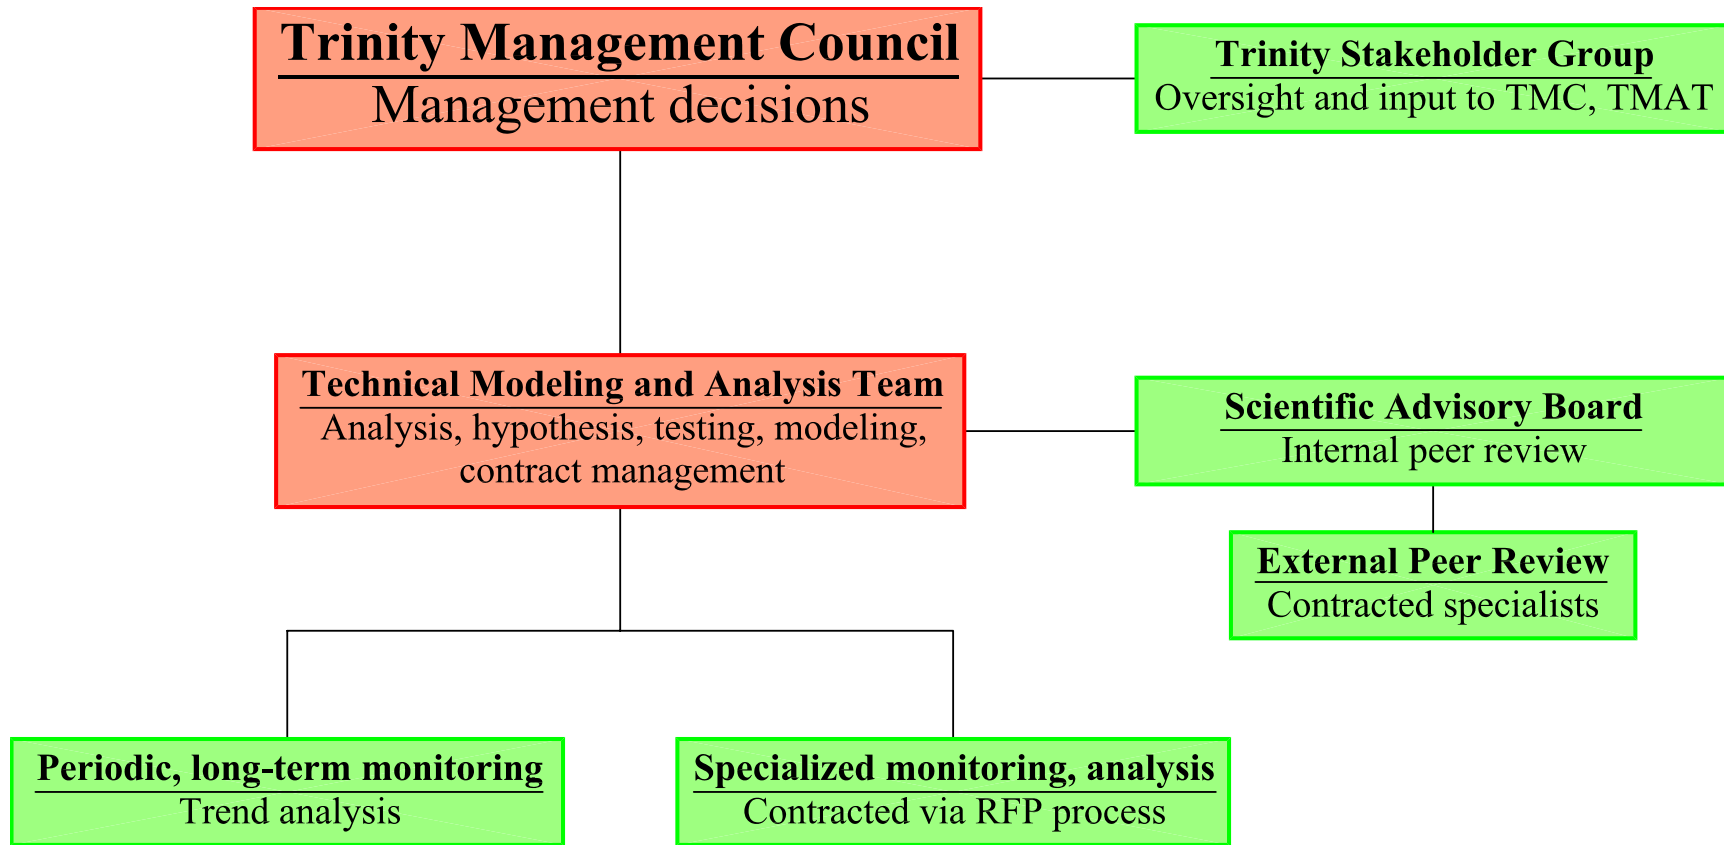 Trinity Management Council
Management decisions
Trinity Stakeholder Group
Oversight and input to TMC, TMAT
Technical Modeling and Analysis Team
Analysis, hypothesis, testing, modeling,
contract management
Scientific Advisory Board
Internal peer review
External Peer Review
Contracted specialists
Periodic, long-term monitoring
Trend analysis
Specialized monitoring, analysis
Contracted via RFP process